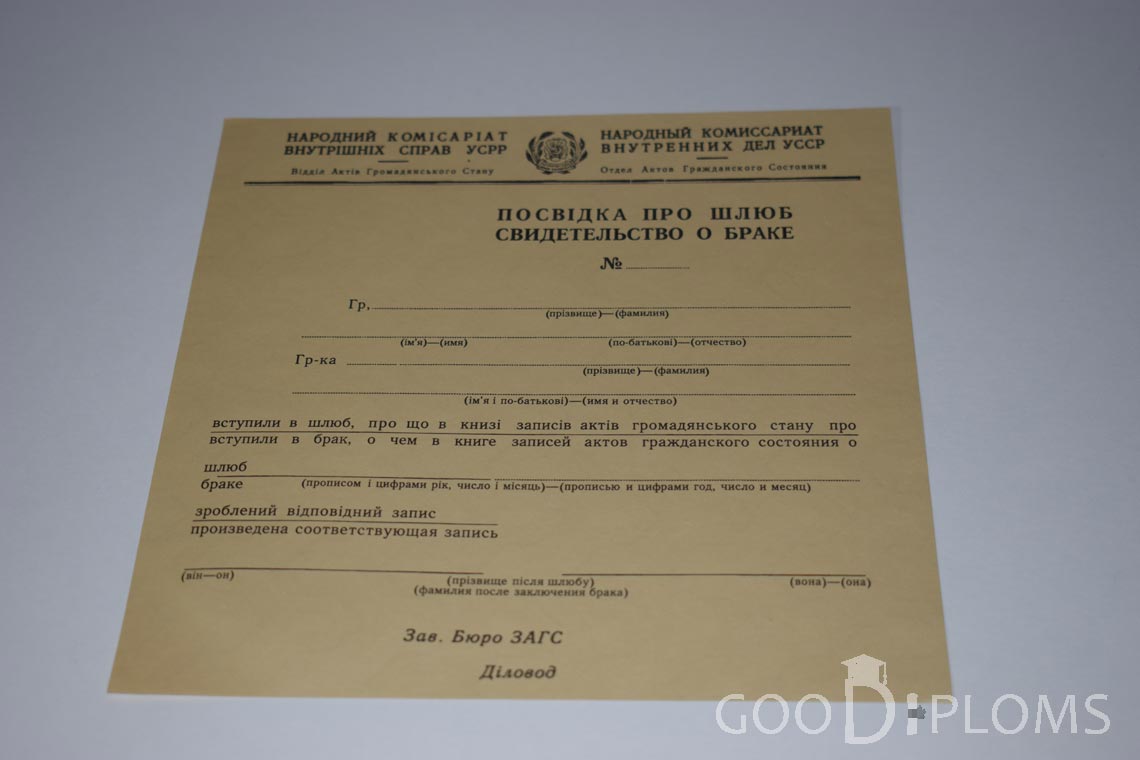 НАРОДНИЙ КОМІСАРІАТ
ВНУТРІШНІХ СПРАВ УСРР
Відділ Актів Громадянського Стану
НАРОДНЫЙ КОМИССАРИАТ
ВНУТРЕННИХ ДЕЛ УССР
Отдел Актов Гражданского Состояния
ПОСВІДКА ПРО ШЛЮБ
СВИДЕТЕЛЬСТВО О БРАКЕ
№
Гр,
(прізвище)—(фамилия)
(ім'я)—(имя) (по-батькові)—(отчество)
Гр-ка
(прізвище)—(фамилия)
(ім'я і по-батькові)—(имя и отчество)
вступили в шлюб, про що в книзі записів актів громадянського стану про
вступили в брак, о чем в книге записей актов гражданского состояния о
шлюб
браке (прописом і цифрами рік, число і місяць)—(прописью и цифрами год, число и месяц)
зроблений відповідний запис
произведена соответствующая запись
(він—он) (прізвище після шлюбу) (вона)—(она)
(фамилия после заключения брака)
Зав. Бюро ЗАГС
Діловод
GOODIPLOMS